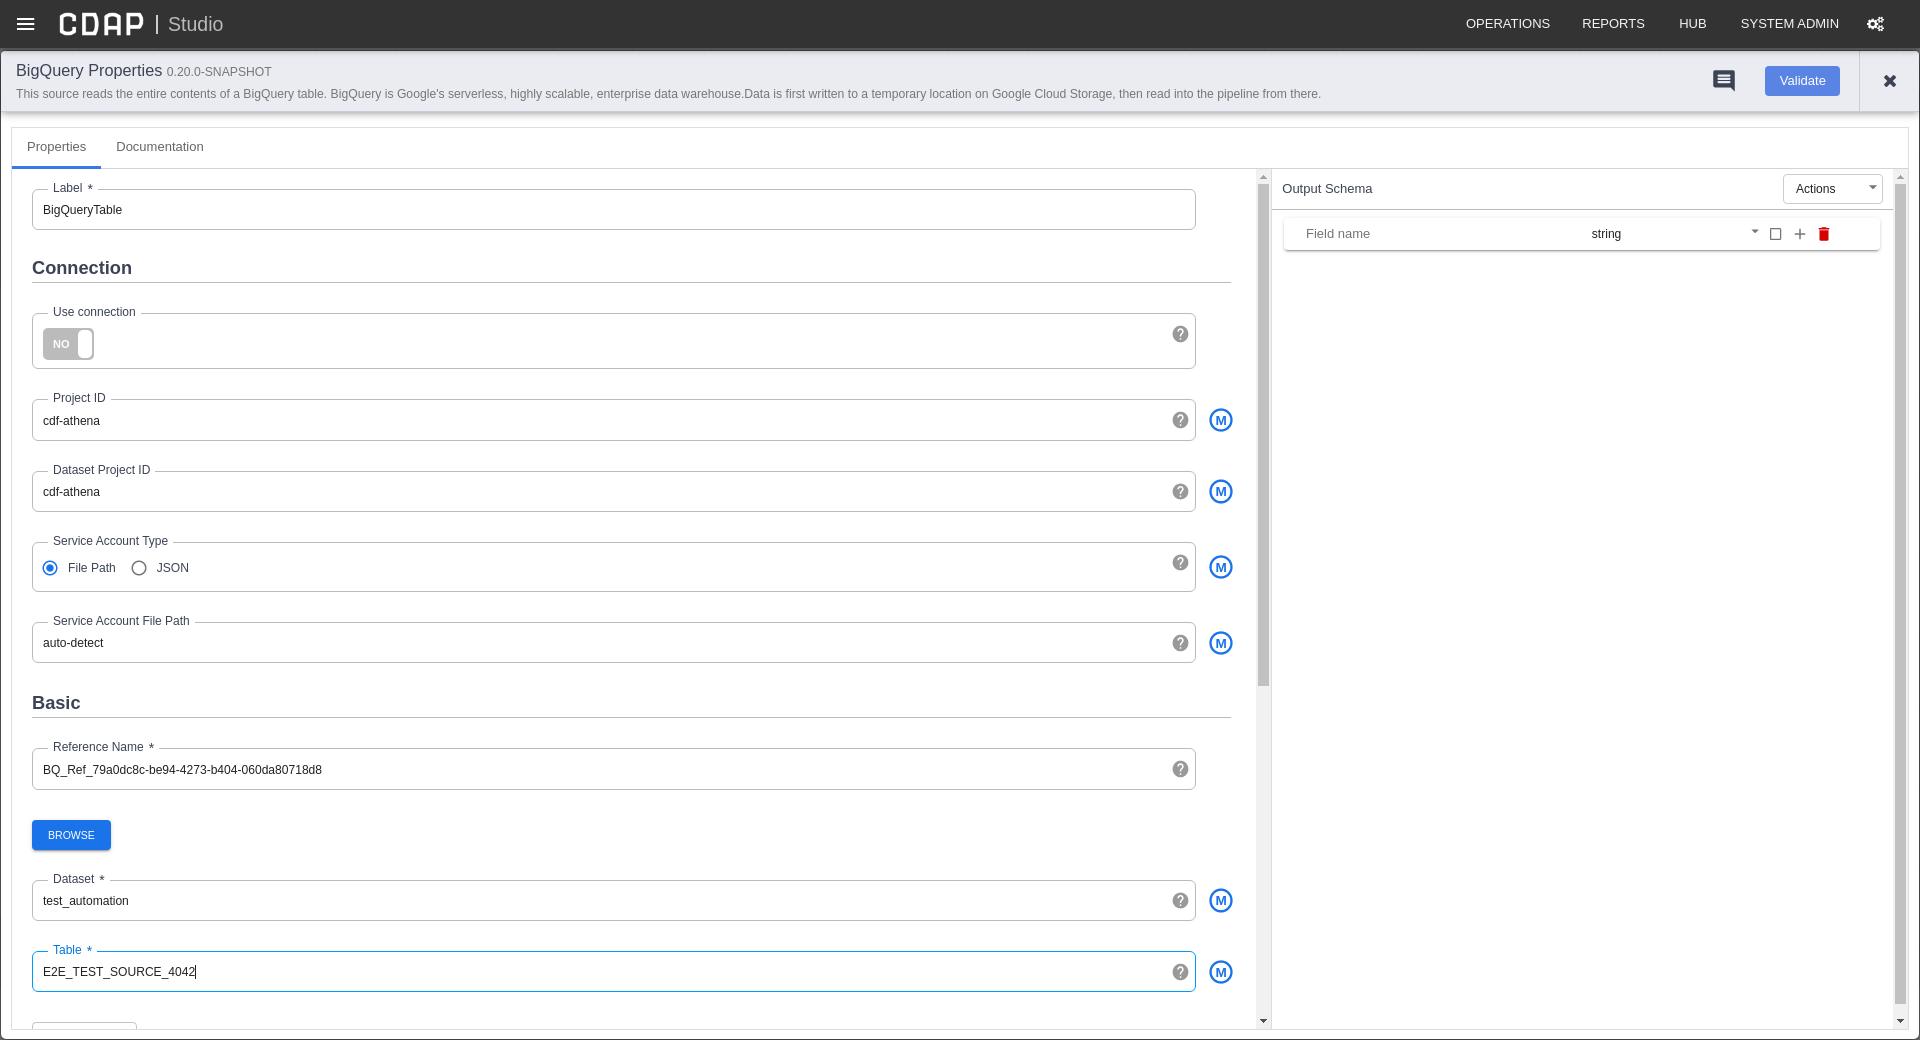 CDAP | Studio
OPERATIONS REPORTS HUB SYSTEM ADMIN
BigQuery Properties 0.20.0-SNAPSHOT
This source reads the entire contents of a BigQuery table. BigQuery is Google's serverless, highly scalable, enterprise data warehouse.Data is first written to a temporary location on Google Cloud Storage, then read into the pipeline from there.
Validate
Properties Documentation
Label *
BigQueryTable
Connection
Use connection
NO
Project ID
cdf-athena
M
Dataset Project ID
cdf-athena
M
Service Account Type
File Path JSON
M
Service Account File Path
auto-detect
M
Basic
Reference Name *
BQ_Ref_79a0dc8c-be94-4273-b404-060da80718d8
BROWSE
Dataset *
test_automation
M
Table *
E2E_TEST_SOURCE_4042
M
Output Schema
Actions
Field name string